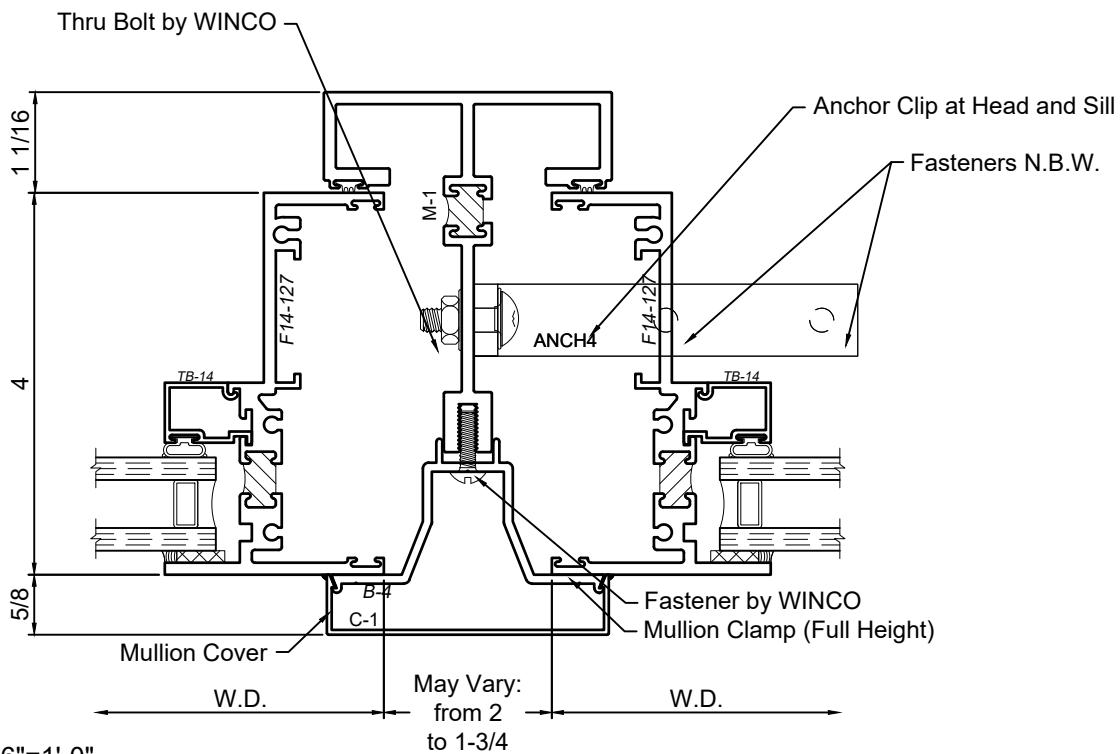 Thru Bolt by WINCO
Anchor Clip at Head and Sill
Fasteners N.B.W.
1 1/16
M-1
F14-127
F14-127
ANCH4
4
TB-14
TB-14
5/8
B-4
C-1
Fastener by WINCO
Mullion Clamp (Full Height)
Mullion Cover
W.D.
May Vary:
from 2
to 1-3/4
W.D.
6"=1'-0"